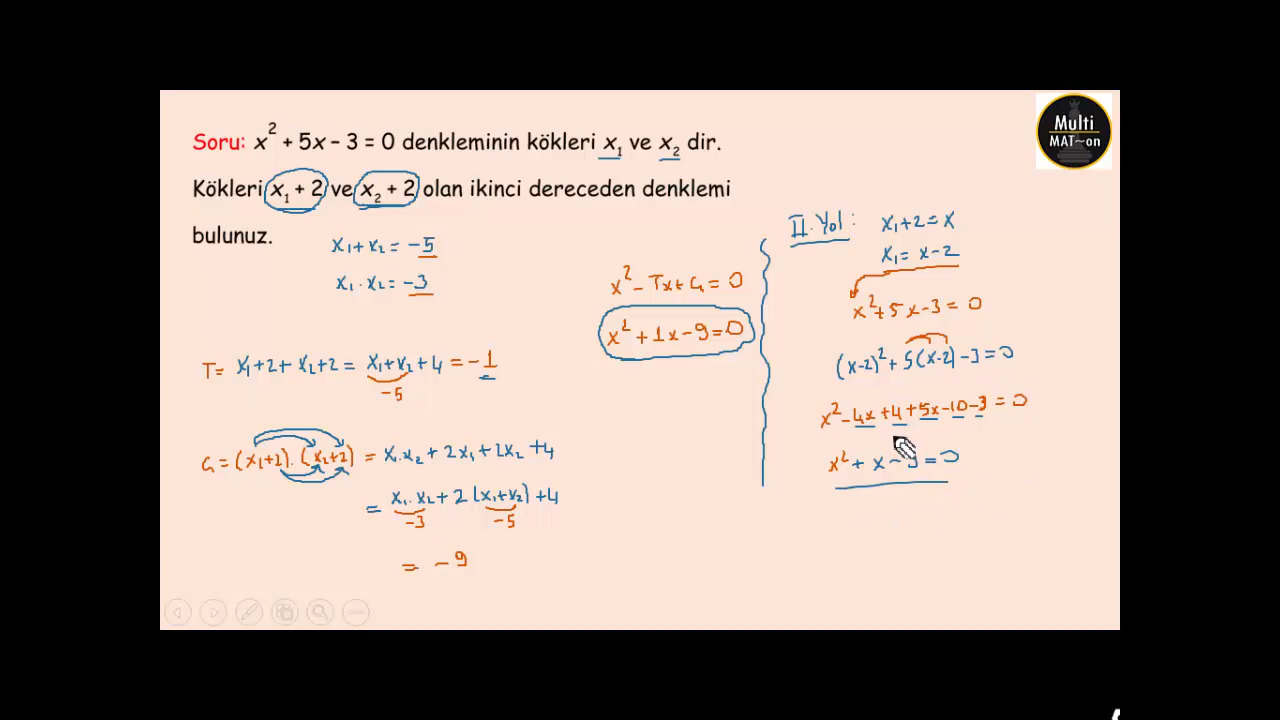 Multi
MAT~on
Soru: x² + 5x – 3 = 0 denkleminin kökleri x₁ ve x₂ dir.
Kökleri x₁ + 2 ve x₂ + 2 olan ikinci dereceden denklemi
bulunuz.
x₁+x₂ = -5
x₁·x₂ = -3
T = x₁+2+x₂+2 = x₁+x₂+4 = -1
-5
Ç = (x₁+2)·(x₂+2) = x₁·x₂+2x₁+2x₂+4
= x₁·x₂+2(x₁+x₂)+4
-3 -5
= -9
x²-Tx+Ç=0
x²+1x-9=0
II. Yol: x₁+2=x
x₁=x-2
x²+5x-3=0
(x-2)²+5(x-2)-3=0
x²-4x+4+5x-10-3=0
x²+x-9=0